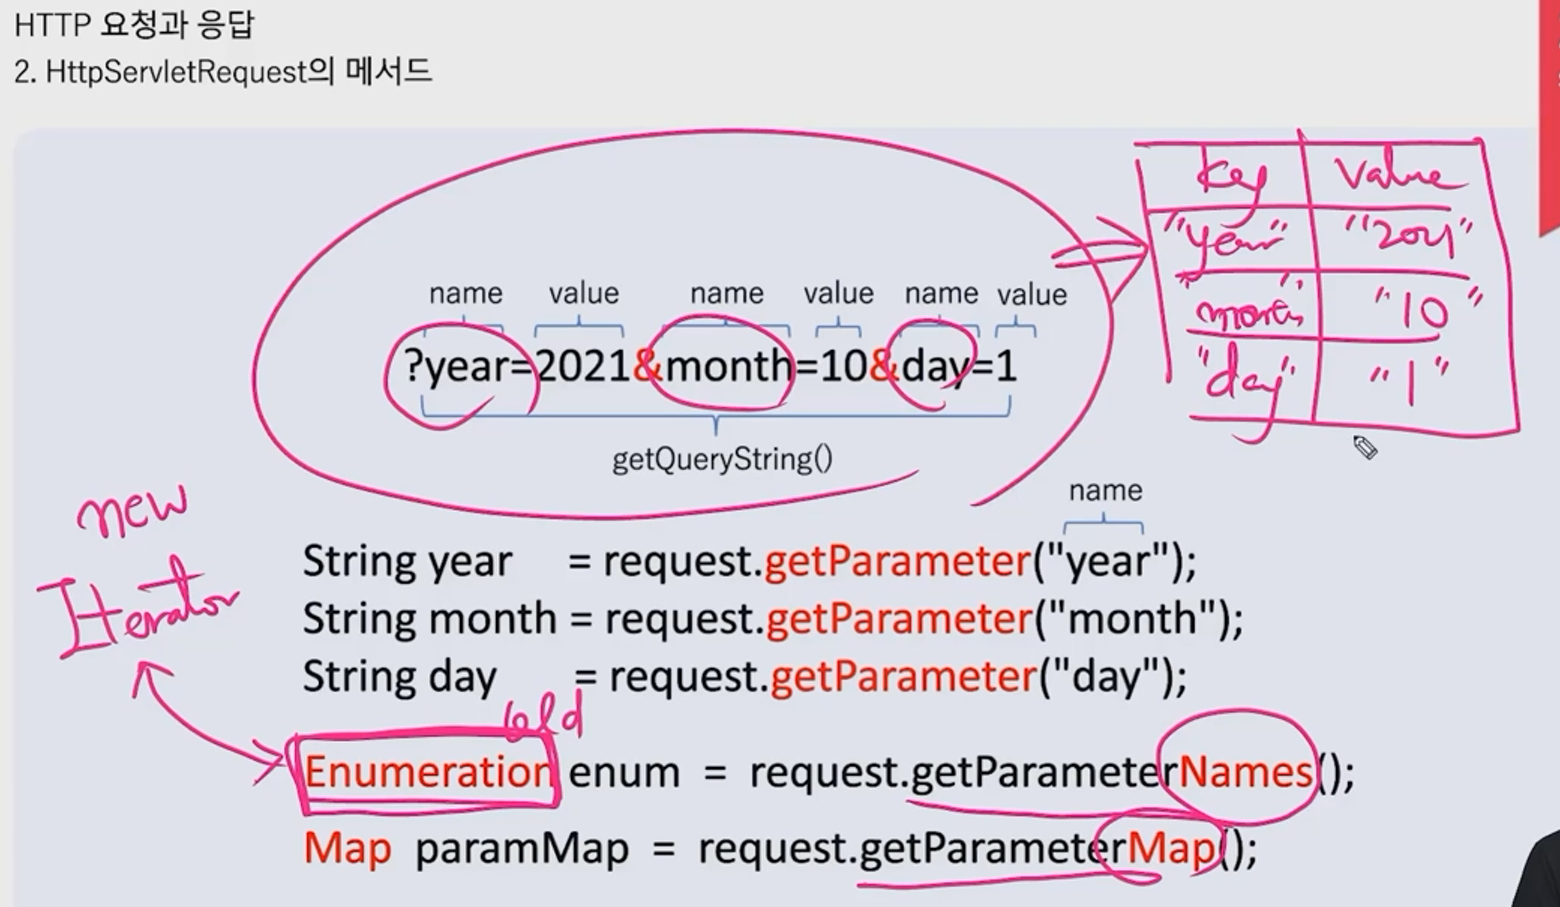 HTTP 요청과 응답
2. HttpServletRequest의 메서드
key value
"year" "2021"
"month" "10"
"day" "1"
name value name value name value
?year=2021&month=10&day=1
getQueryString()
name
new
Iterator
String year = request.getParameter("year");
String month = request.getParameter("month");
String day = request.getParameter("day");
old
Enumeration enum = request.getParameterNames();
Map paramMap = request.getParameterMap();